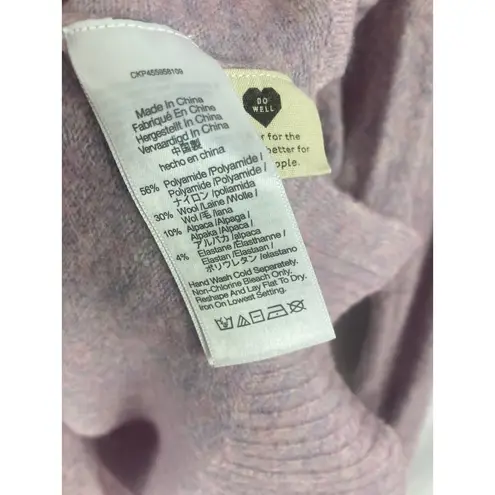 CKP455958109
Made In China
Fabriqué En Chine
Hergestellt In China
Vervaardigd In China
中国製
hecho en china
56% Polyamide/Polyamide/
Polyamide/Polyamide/
ナイロン/poliamida
30% Wool/Laine/Wolle/
Wol/毛/lana
10% Alpaca/Alpaga/
Alpaka/Alpaca/
アルパカ/alpaca
4% Elastane/Elasthanne/
Elastan/Elastaan/
ポリウレタン/elastano
Hand Wash Cold Separately.
Non-Chlorine Bleach Only.
Reshape And Lay Flat To Dry.
Iron On Lowest Setting.
DO
WELL
for the
better for